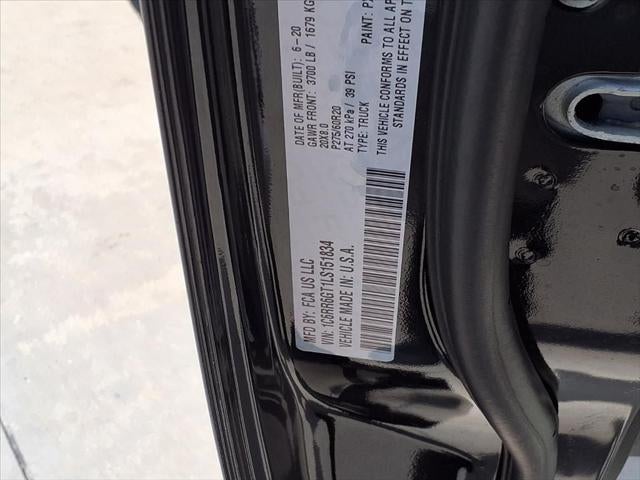 MFD BY: FCA US LLC
DATE OF MFR(BUILT): 6-20
GAWR FRONT: 3700 LB / 1679 KG
20X8.0
P275/60R20
AT 270 kPa / 39 PSI
VIN: 1C6RR6GT1LS151834
TYPE: TRUCK
VEHICLE MADE IN: U.S.A.
PAINT:
THIS VEHICLE CONFORMS TO ALL
STANDARDS IN EFFECT ON